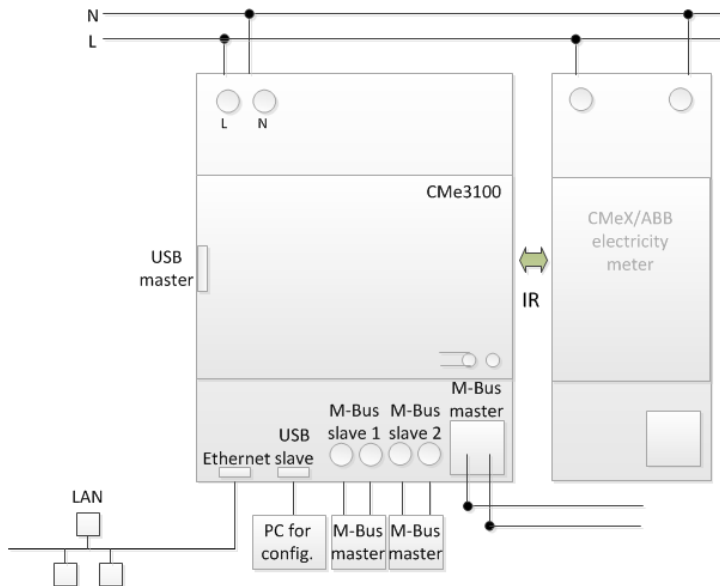 N
L
L N
CMe3100
CMeX/ABB
electricity
meter
USB
master
IR
M-Bus
master
M-Bus M-Bus
slave 1 slave 2
USB
Ethernet slave
LAN
PC for
config.
M-Bus
master
M-Bus
master